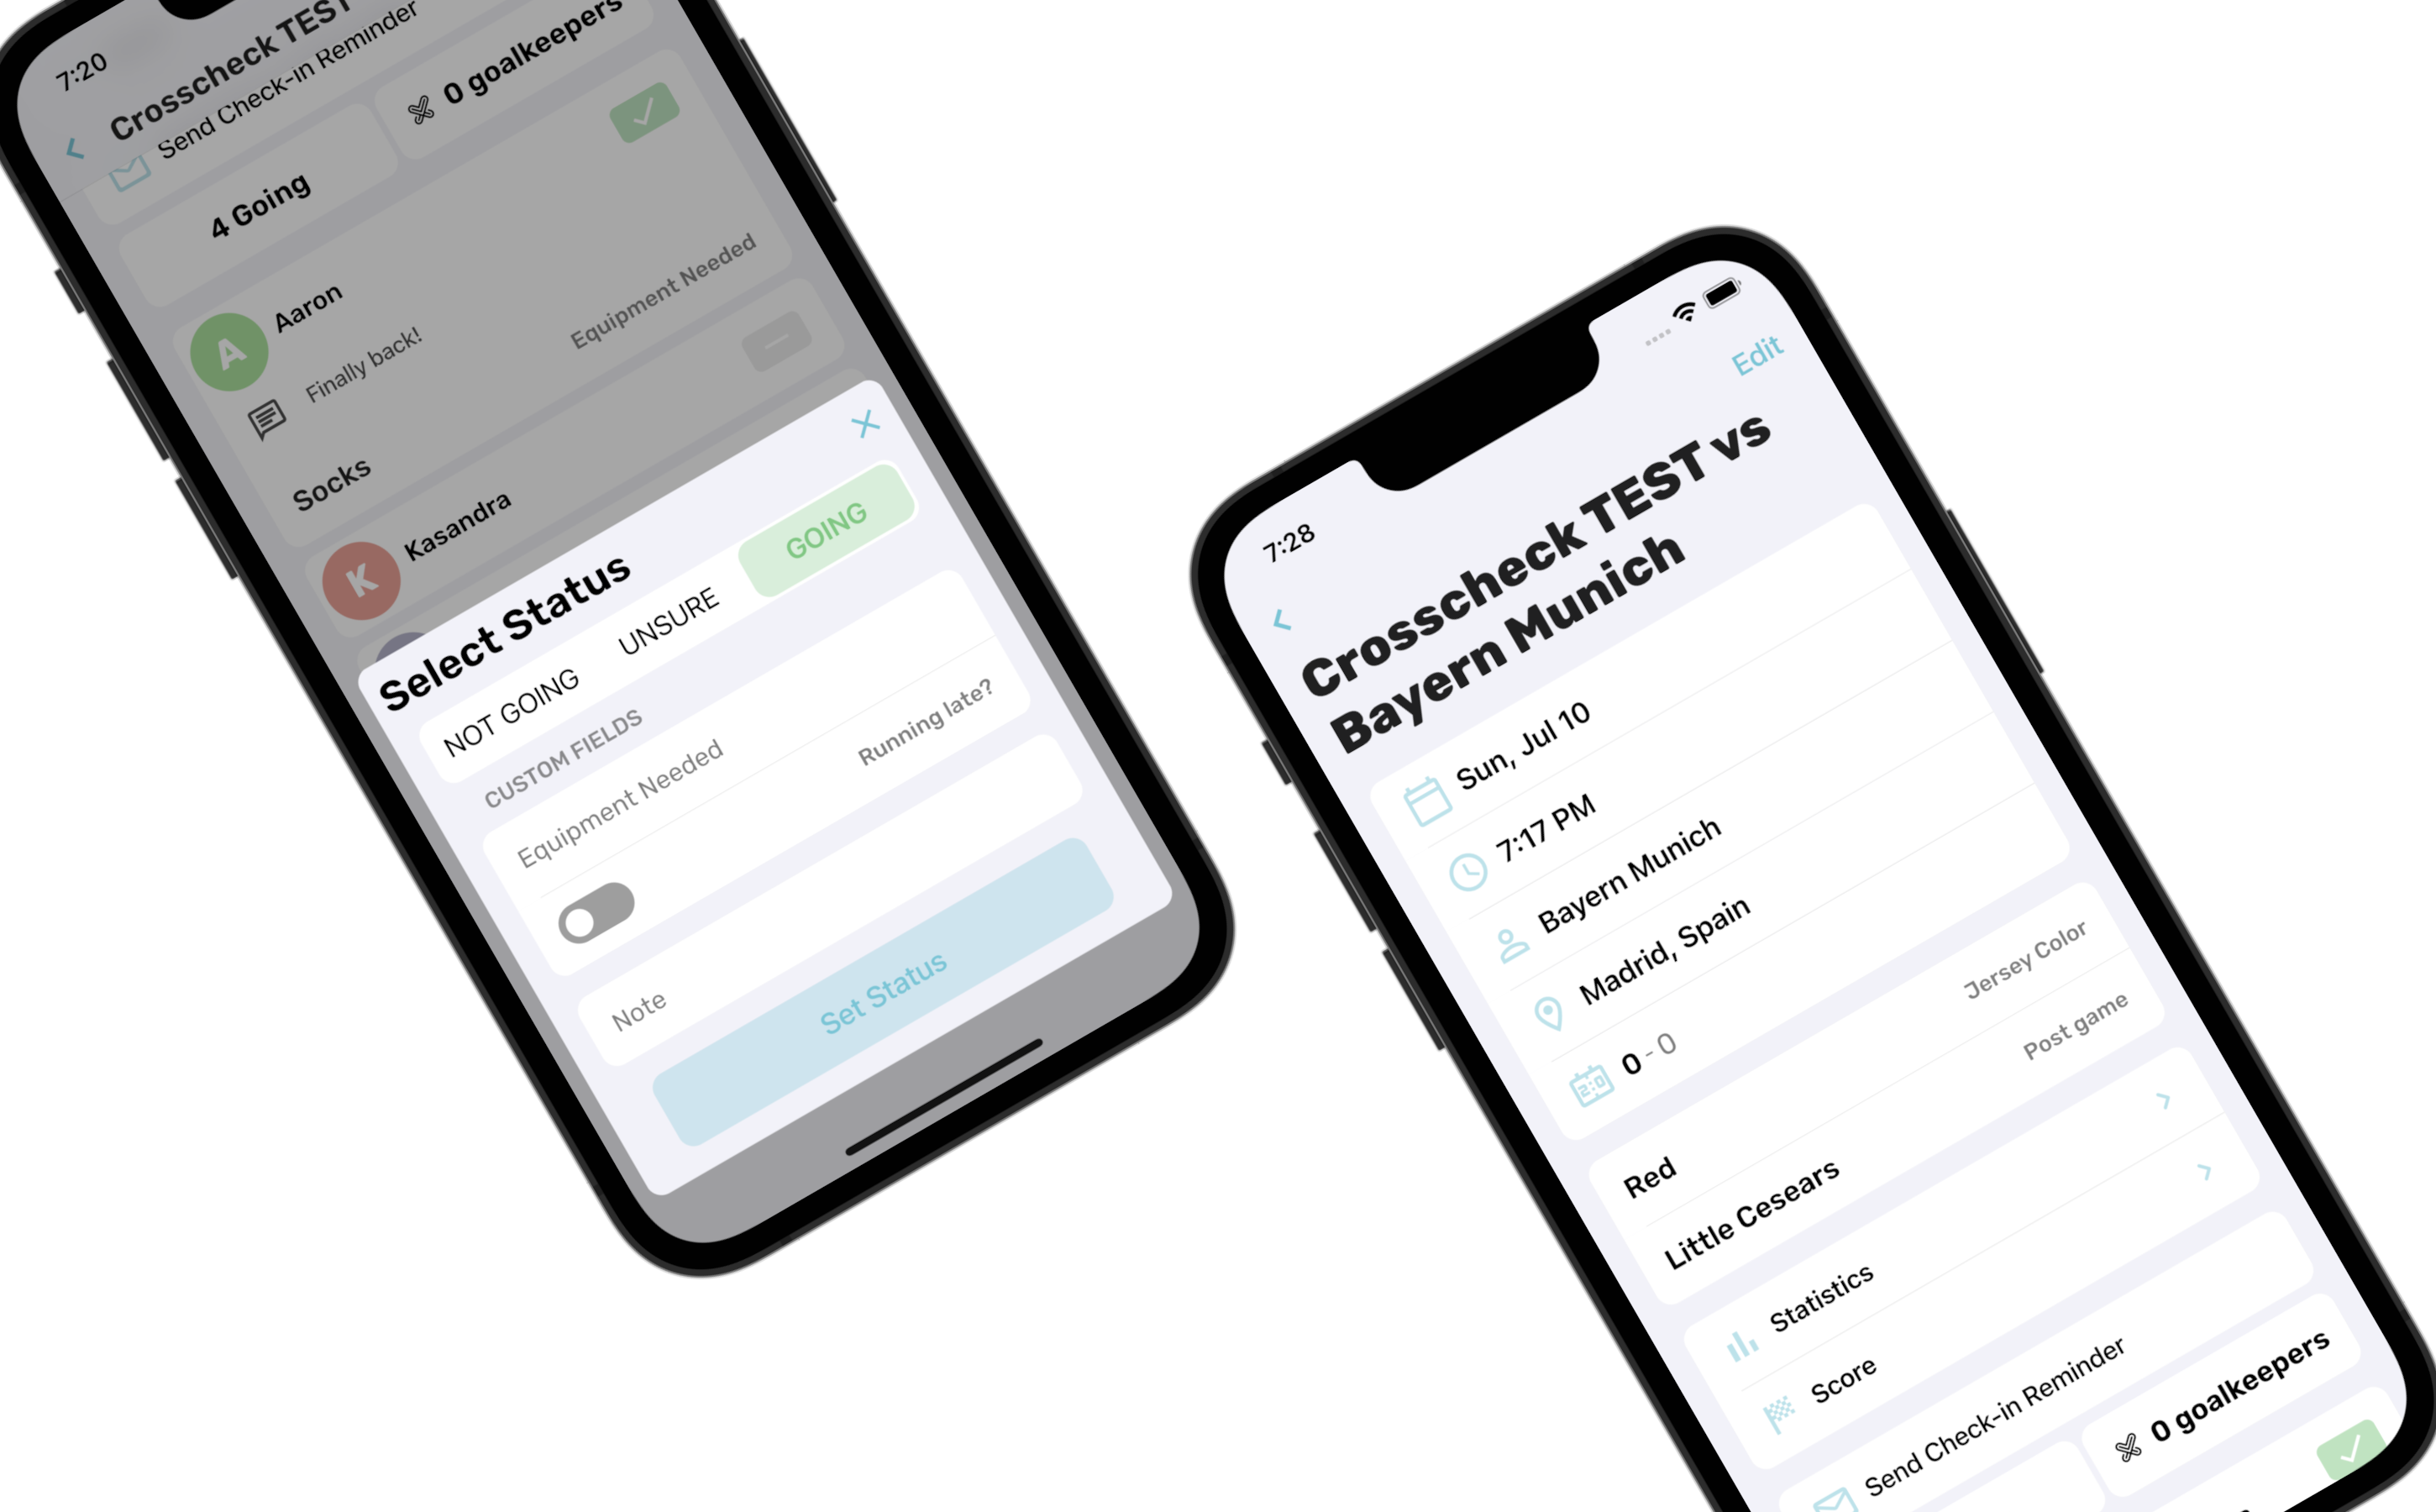 7:20
Crosscheck TEST
Send Check-in Reminder
4 Going
0 goalkeepers
A
Aaron
Finally back!
Equipment Needed
Socks
K
Kasandra
Select Status
NOT GOING
UNSURE
GOING
CUSTOM FIELDS
Equipment Needed
Running late?
Note
Set Status
7:28
Edit
Crosscheck TEST vs
Bayern Munich
Sun, Jul 10
7:17 PM
Bayern Munich
Madrid, Spain
2:0
0 - 0
Jersey Color
Red
Post game
Little Cesears
Statistics
Score
Send Check-in Reminder
0 goalkeepers